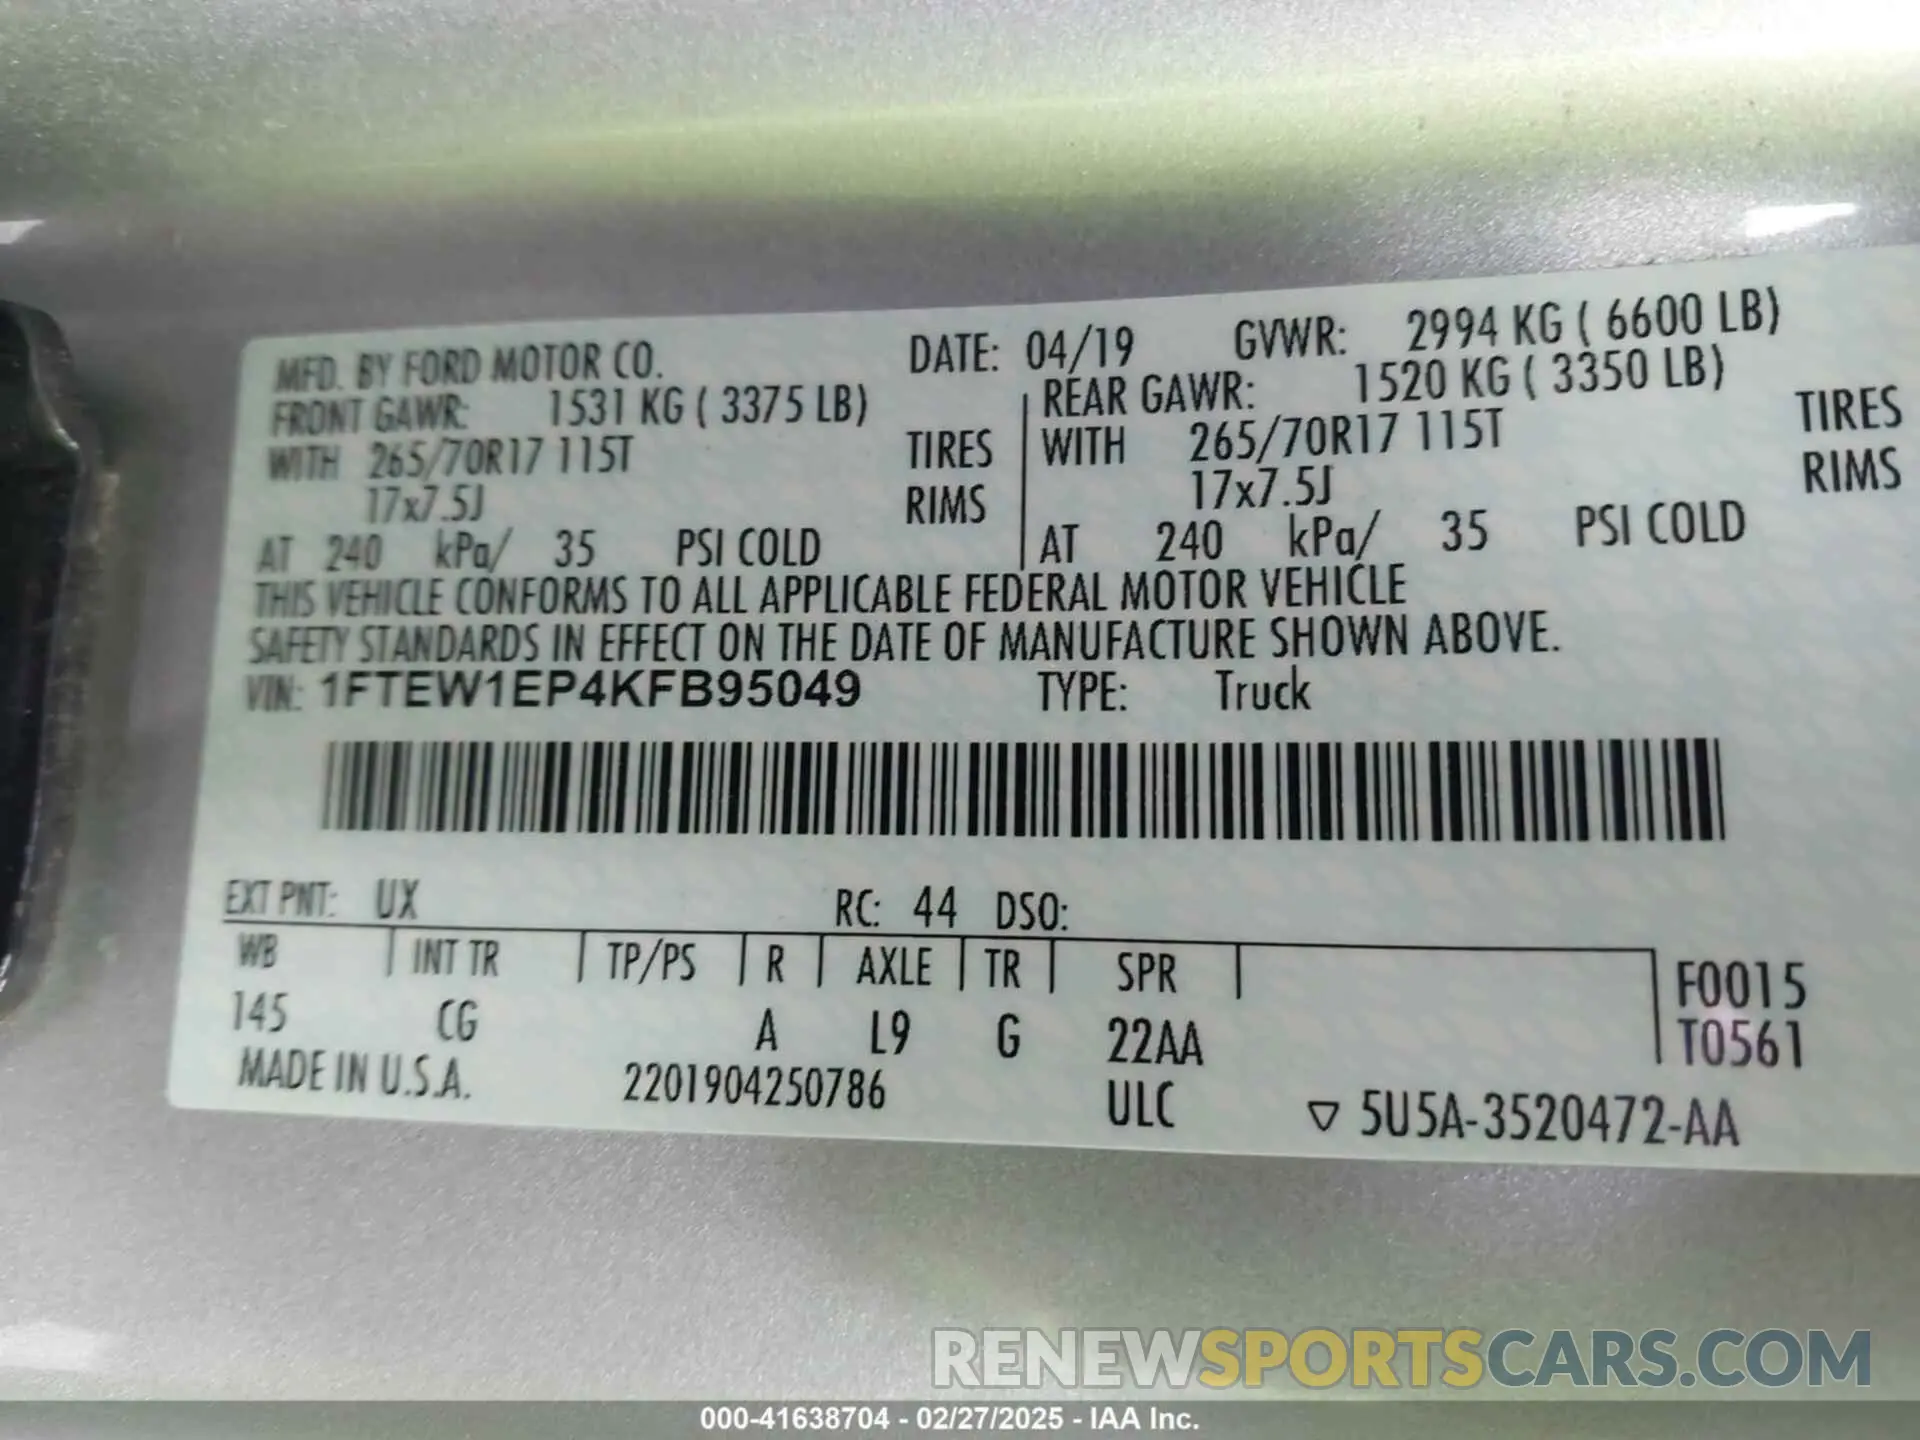 MFD. BY FORD MOTOR CO. DATE: 04/19 GVWR: 2994 KG ( 6600 LB)
FRONT GAWR: 1531 KG ( 3375 LB) REAR GAWR: 1520 KG ( 3350 LB)
WITH 265/70R17 115T TIRES WITH 265/70R17 115T TIRES
17x7.5J RIMS 17x7.5J RIMS
AT 240 kPa/ 35 PSI COLD AT 240 kPa/ 35 PSI COLD
THIS VEHICLE CONFORMS TO ALL APPLICABLE FEDERAL MOTOR VEHICLE
SAFETY STANDARDS IN EFFECT ON THE DATE OF MANUFACTURE SHOWN ABOVE.
VIN: 1FTEW1EP4KFB95049 TYPE: Truck
EXT PNT: UX RC: 44 DSO:
WB INT TR TP/PS R AXLE TR SPR F0015
145 CG A L9 G 22AA T0561
MADE IN U.S.A. 2201904250786 ULC ▽ 5U5A-3520472-AA
RENEWSPORTSCARS.COM
000-41638704 - 02/27/2025 - IAA Inc.